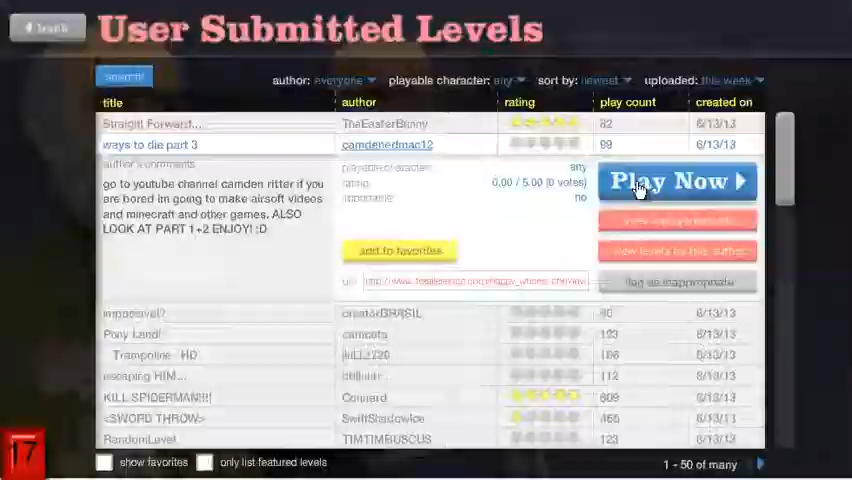 back
User Submitted Levels
search!
author: everyone playable character: any sort by: newest uploaded: this week
title author rating play count created on
Straight Forward... TheEasterBunny 82 6/13/13
ways to die part 3 camdenedmac12 99 6/13/13
author's comments
go to youtube channel camden ritter if you
are bored im going to make airsoft videos
and minecraft and other games. ALSO
LOOK AT PART 1+2 ENJOY! :D
playable character: any
rating: 0.00 / 5.00 (0 votes)
importable: no
Play Now
view levels by this author
add to favorites
flag as inappropriate
url
impossivel? creatorBRASIL 6/13/13
Pony Land! 123 6/13/13
Trampoline HD 6/13/13
escaping HIM... 112 6/13/13
KILL SPIDERMAN!!!! 609 6/13/13
<SWORD THROW> SwiftShadowice 6/13/13
RandomLevel TIMTIMBUSCUS 123 6/13/13
show favorites only list featured levels 1 - 50 of many
17